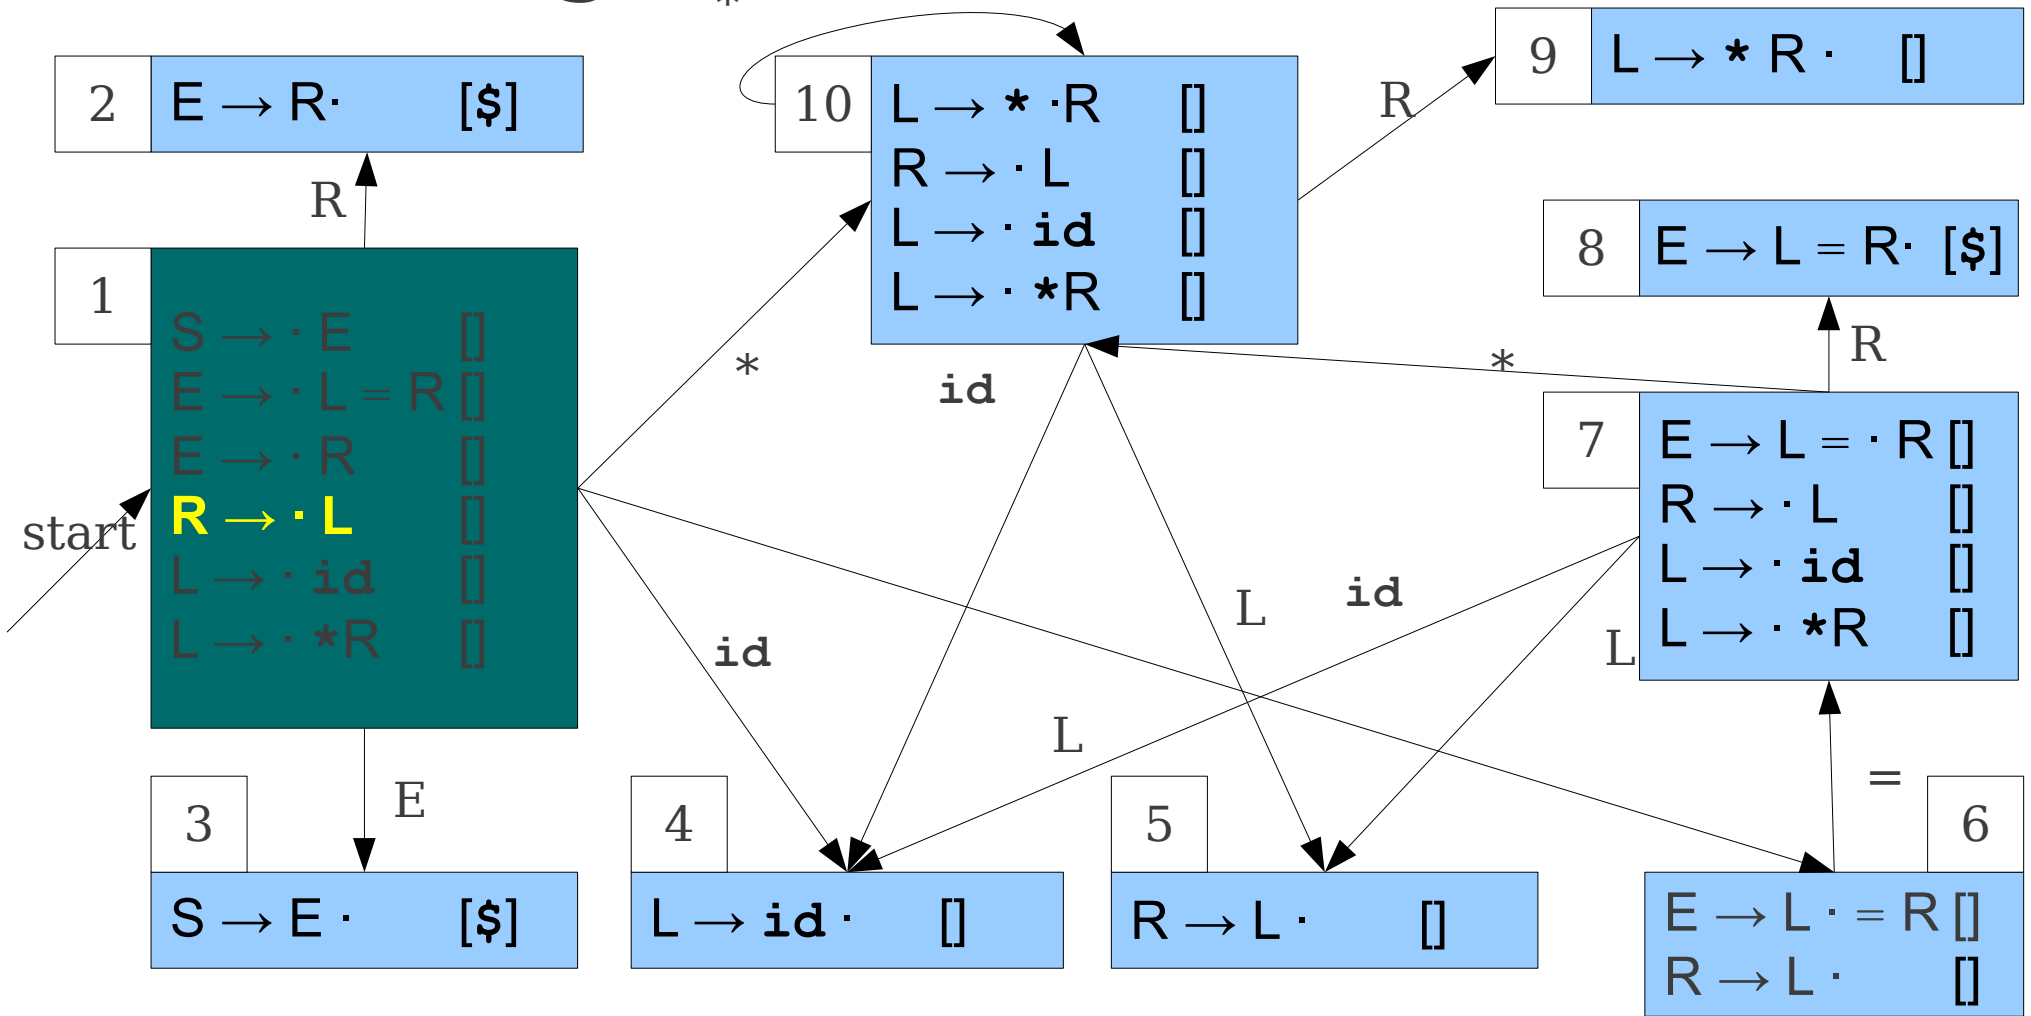 *
2
E → R· [$]
R
1
S → · E []
E → · L = R []
E → · R []
R → · L []
L → · id []
L → · *R []
start
E
3
S → E · [$]
10
L → * ·R []
R → · L []
L → · id []
L → · *R []
*
id
id
L
4
L → id · []
L
5
R → L · []
id
L
*
R
9
L → * R · []
8
E → L = R· [$]
R
7
E → L = · R []
R → · L []
L → · id []
L → · *R []
=
6
E → L · = R []
R → L · []